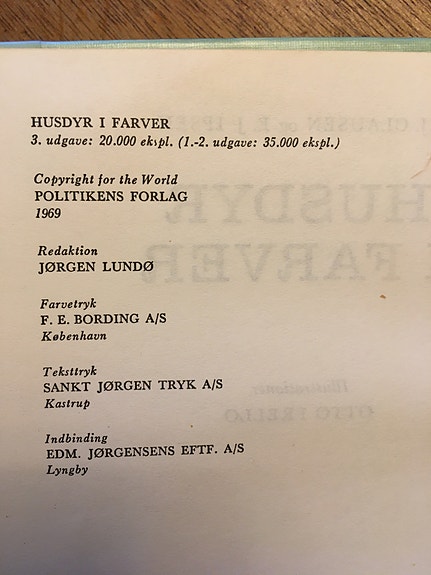 HUSDYR I FARVER
3. udgave: 20.000 ekspl. (1.-2. udgave: 35.000 ekspl.)
Copyright for the World
POLITIKENS FORLAG
1969
Redaktion
JØRGEN LUNDØ
Farvetryk
F. E. BORDING A/S
København
Teksttryk
SANKT JØRGEN TRYK A/S
Kastrup
Indbinding
EDM. JØRGENSENS EFTF. A/S
Lyngby